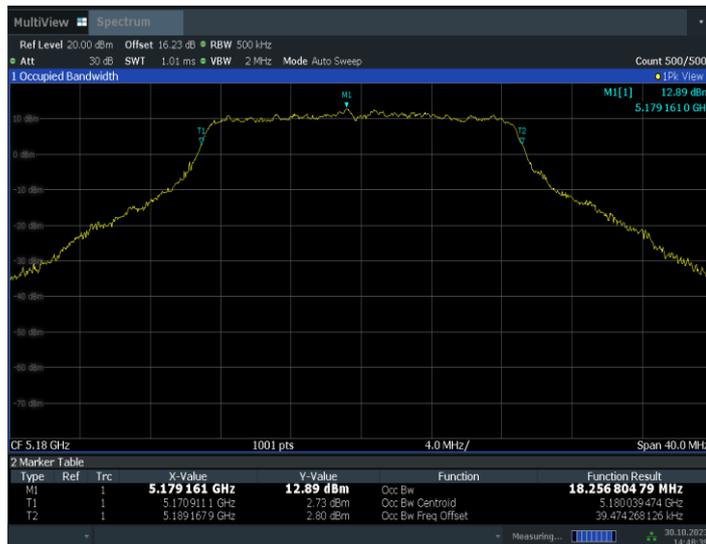 MultiView Spectrum
Ref Level 20.00 dBm Offset 16.23 dB RBW 500 kHz
Att 30 dB SWT 1.01 ms VBW 2 MHz Mode Auto Sweep Count 500/500
1 Occupied Bandwidth 1Pk View
M1[1] 12.89 dBm
5.179 161 0 GHz
M1
10 dBm
T1 T2
0 dBm
-10 dBm
-20 dBm
-30 dBm
-40 dBm
-50 dBm
-60 dBm
-70 dBm
CF 5.18 GHz 1001 pts 4.0 MHz/ Span 40.0 MHz
2 Marker Table
Type Ref Trc X-Value Y-Value Function Function Result
M1 1 5.179 161 GHz 12.89 dBm Occ Bw 18.256 804 79 MHz
T1 1 5.170 911 1 GHz 2.73 dBm Occ Bw Centroid 5.180 039 474 GHz
T2 1 5.189 167 9 GHz 2.80 dBm Occ Bw Freq Offset 39.474 268 126 kHz
Measuring...